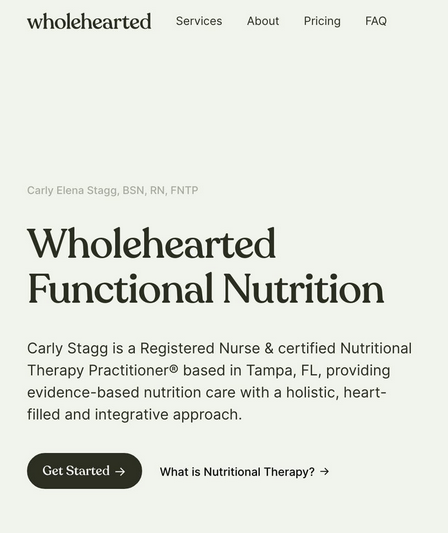 wholehearted Services About Pricing FAQ
Carly Elena Stagg, BSN, RN, FNTP
Wholehearted
Functional Nutrition
Carly Stagg is a Registered Nurse & certified Nutritional
Therapy Practitioner® based in Tampa, FL, providing
evidence-based nutrition care with a holistic, heart-
filled and integrative approach.
Get Started → What is Nutritional Therapy? →